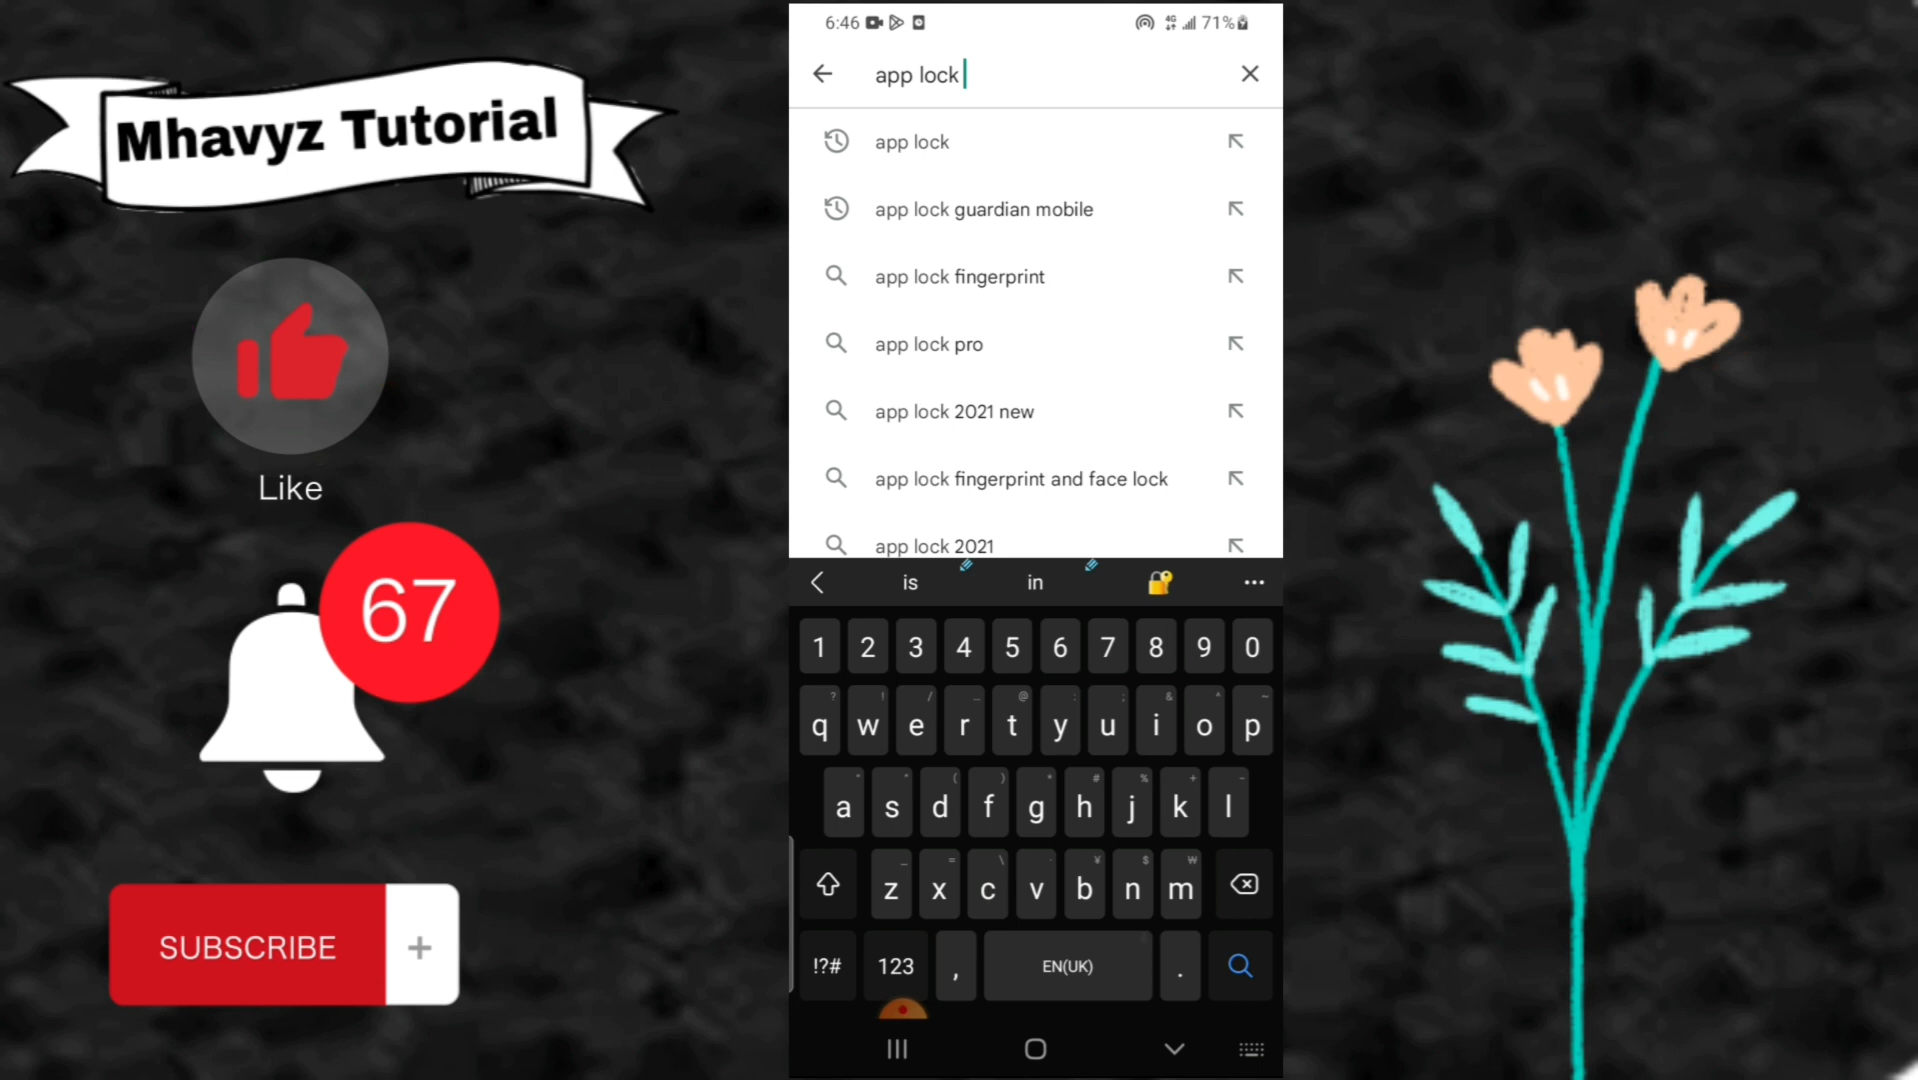 Mhavyz Tutorial
Like
67
SUBSCRIBE +
6:46 4G 71%
app lock
app lock
app lock guardian mobile
app lock fingerprint
app lock pro
app lock 2021 new
app lock fingerprint and face lock
app lock 2021
is in
1 2 3 4 5 6 7 8 9 0
q w e r t y u i o p
a s d f g h j k l
z x c v b n m
!?# 123 , EN(UK) .